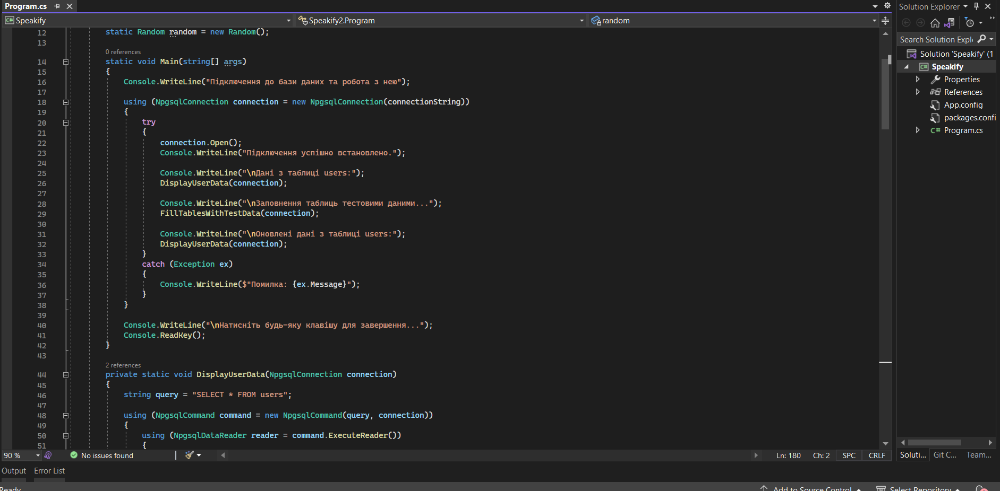 Program.cs
Speakify
Speakify2.Program
random
12 static Random random = new Random();
13
0 references
14 static void Main(string[] args)
15 {
16 Console.WriteLine("Підключення до бази даних та робота з нею");
17
18 using (NpgsqlConnection connection = new NpgsqlConnection(connectionString))
19 {
20 try
21 {
22 connection.Open();
23 Console.WriteLine("Підключення успішно встановлено.");
24
25 Console.WriteLine("\nДані з таблиці users:");
26 DisplayUserData(connection);
27
28 Console.WriteLine("\nЗаповнення таблиць тестовими даними...");
29 FillTablesWithTestData(connection);
30
31 Console.WriteLine("\nОновлені дані з таблиці users:");
32 DisplayUserData(connection);
33 }
34 catch (Exception ex)
35 {
36 Console.WriteLine($"Помилка: {ex.Message}");
37 }
38 }
39
40 Console.WriteLine("\nНатисніть будь-яку клавішу для завершення...");
41 Console.ReadKey();
42 }
43
2 references
44 private static void DisplayUserData(NpgsqlConnection connection)
45 {
46 string query = "SELECT * FROM users";
47
48 using (NpgsqlCommand command = new NpgsqlCommand(query, connection))
49 {
50 using (NpgsqlDataReader reader = command.ExecuteReader())
51 {
90 %
No issues found
Ln: 180 Ch: 2 SPC CRLF
Output Error List
Ready
Add to Source Control
Select Repository
Solution Explorer
Search Solution Expl
Solution 'Speakify' (1
C# Speakify
Properties
References
App.config
packages.confi
C# Program.cs
Soluti... Git C... Team...